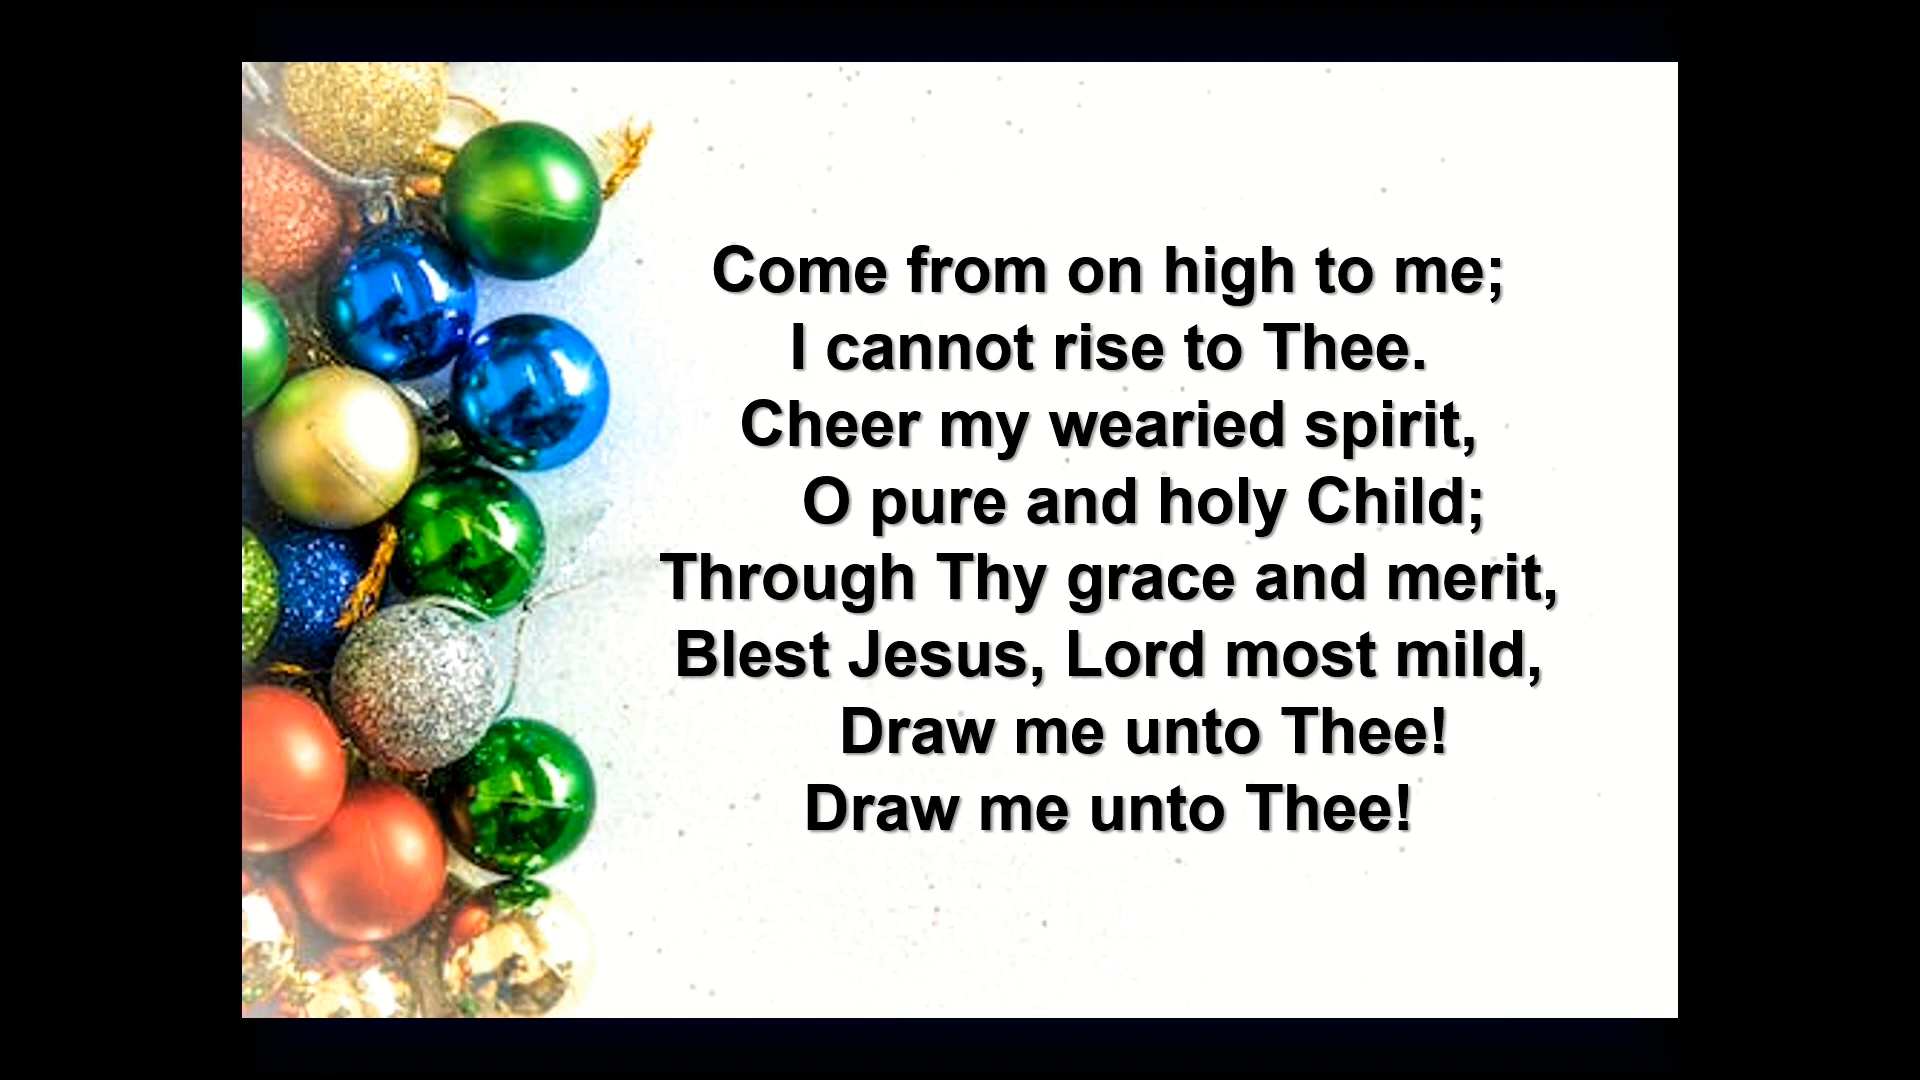 Come from on high to me;
I cannot rise to Thee.
Cheer my wearied spirit,
O pure and holy Child;
Through Thy grace and merit,
Blest Jesus, Lord most mild,
Draw me unto Thee!
Draw me unto Thee!